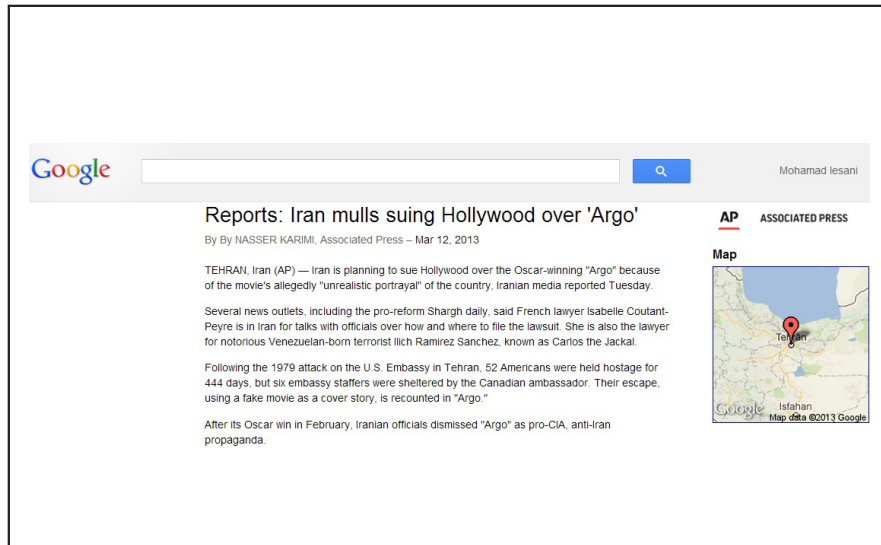 Google
Mohamad Iesani
Reports: Iran mulls suing Hollywood over 'Argo'
By By NASSER KARIMI, Associated Press – Mar 12, 2013
TEHRAN, Iran (AP) — Iran is planning to sue Hollywood over the Oscar-winning "Argo" because
of the movie's allegedly "unrealistic portrayal" of the country, Iranian media reported Tuesday.
Several news outlets, including the pro-reform Shargh daily, said French lawyer Isabelle Coutant-
Peyre is in Iran for talks with officials over how and where to file the lawsuit. She is also the lawyer
for notorious Venezuelan-born terrorist Ilich Ramirez Sanchez, known as Carlos the Jackal.
Following the 1979 attack on the U.S. Embassy in Tehran, 52 Americans were held hostage for
444 days, but six embassy staffers were sheltered by the Canadian ambassador. Their escape,
using a fake movie as a cover story, is recounted in "Argo."
After its Oscar win in February, Iranian officials dismissed "Argo" as pro-CIA, anti-Iran
propaganda.
AP ASSOCIATED PRESS
Map
Tehran
Isfahan
Google
Map data ©2013 Google